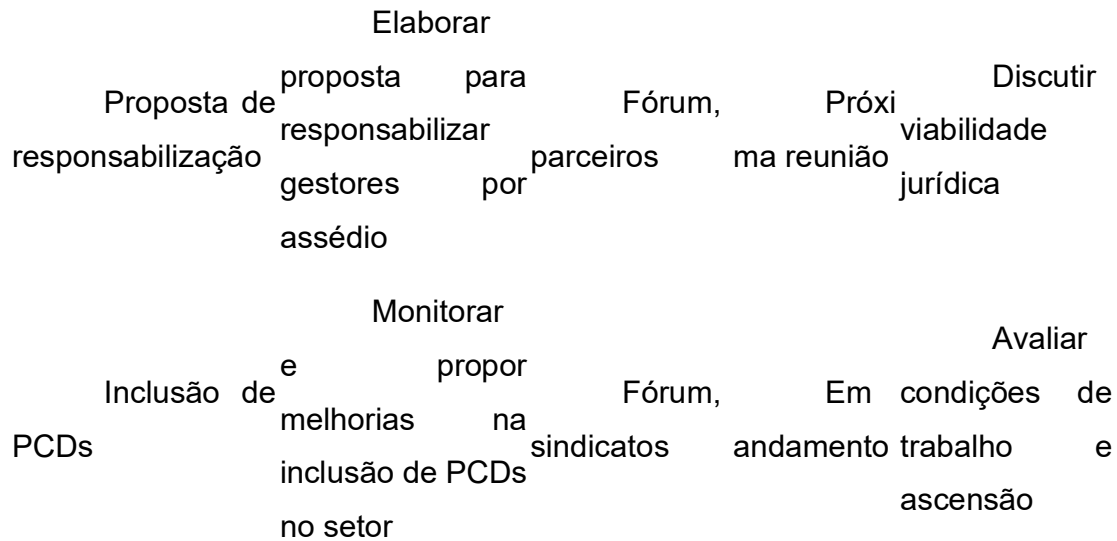 Proposta de
responsabilização
Elaborar
proposta para
responsabilizar
gestores por
assédio
Fórum,
parceiros
Próxi
ma reunião
Discutir
viabilidade
jurídica
Inclusão de
PCDs
Monitorar
e propor
melhorias na
inclusão de PCDs
no setor
Fórum,
sindicatos
Em
andamento
Avaliar
condições de
trabalho e
ascensão